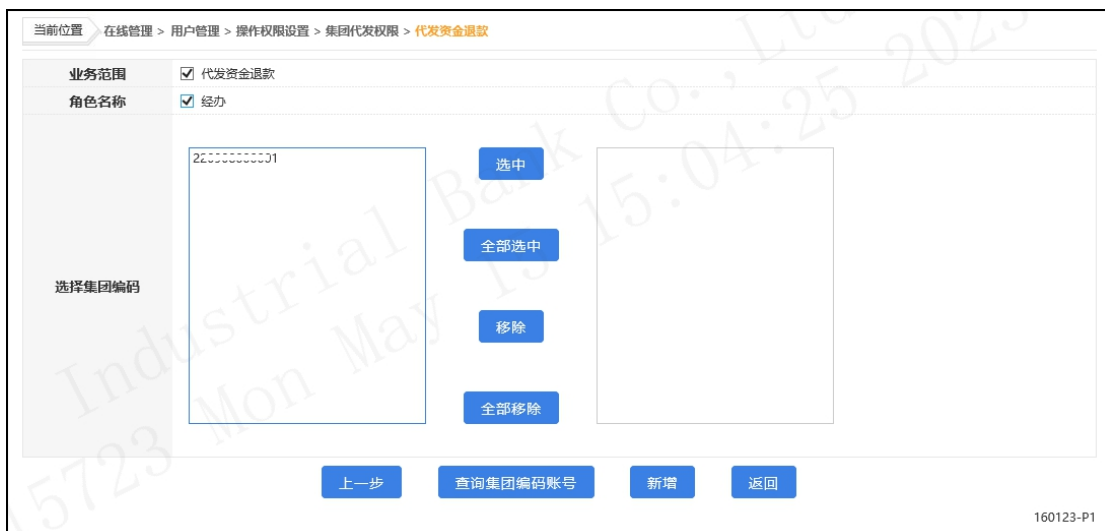 当前位置 在线管理 > 用户管理 > 操作权限设置 > 集团代发权限 > 代发资金退款
业务范围 代发资金退款
角色名称 经办
选中
全部选中
选择集团编码
移除
全部移除
上一步 查询集团编码账号 新增 返回
160123-P1
Industrial Bank Co., Ltd
15723 Mon May 15 15:04:25 2023